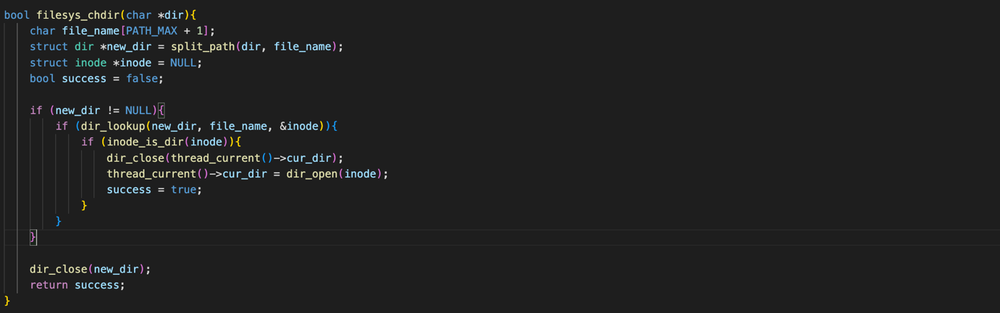 bool filesys_chdir(char *dir){
    char file_name[PATH_MAX + 1];
    struct dir *new_dir = split_path(dir, file_name);
    struct inode *inode = NULL;
    bool success = false;

    if (new_dir != NULL){
        if (dir_lookup(new_dir, file_name, &inode)){
            if (inode_is_dir(inode)){
                dir_close(thread_current()->cur_dir);
                thread_current()->cur_dir = dir_open(inode);
                success = true;
            }
        }
    }

    dir_close(new_dir);
    return success;
}